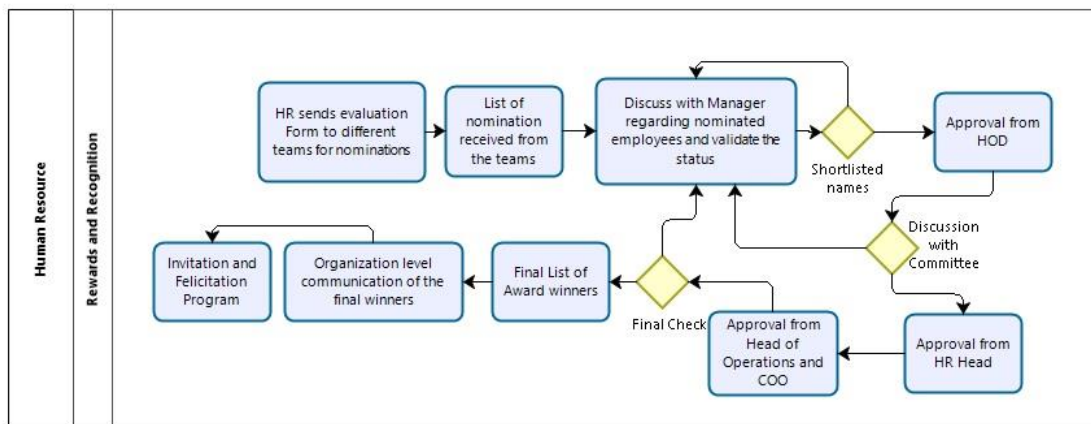 Human Resource
Rewards and Recognition
HR sends evaluation
Form to different
teams for nominations
List of
nomination
received from
the teams
Discuss with Manager
regarding nominated
employees and validate the
status
Shortlisted
names
Approval from
HOD
Discussion
with
Committee
Approval from
HR Head
Approval from
Head of
Operations and
COO
Final Check
Final List of
Award winners
Organization level
communication of the
final winners
Invitation and
Felicitation
Program